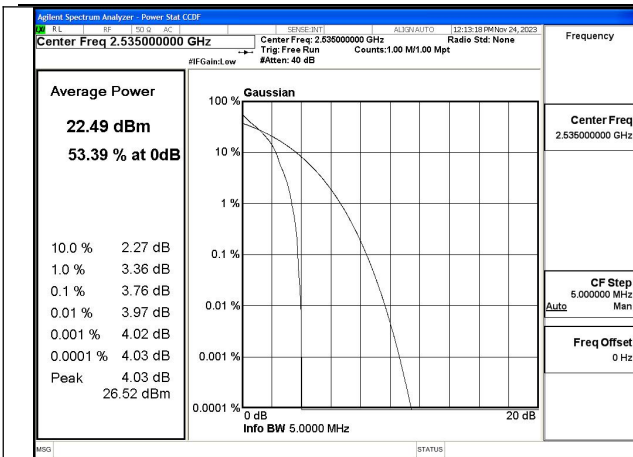 Agilent Spectrum Analyzer - Power Stat CCDF
RL RF 50 Ω AC SENSE:INT ALIGN AUTO 12:13:18 PM Nov 24, 2023
Center Freq 2.535000000 GHz
Center Freq: 2.535000000 GHz Radio Std: None
Trig: Free Run Counts:1.00 M/1.00 Mpt
#IFGain:Low #Atten: 40 dB
Frequency
Average Power
22.49 dBm
53.39 % at 0dB
10.0 % 2.27 dB
1.0 % 3.36 dB
0.1 % 3.76 dB
0.01 % 3.97 dB
0.001 % 4.02 dB
0.0001 % 4.03 dB
Peak 4.03 dB
26.52 dBm
Gaussian
100 %
10 %
1 %
0.1 %
0.01 %
0.001 %
0.0001 %
0 dB 20 dB
Info BW 5.0000 MHz
Center Freq
2.535000000 GHz
CF Step
5.000000 MHz
Auto Man
Freq Offset
0 Hz
MSG STATUS